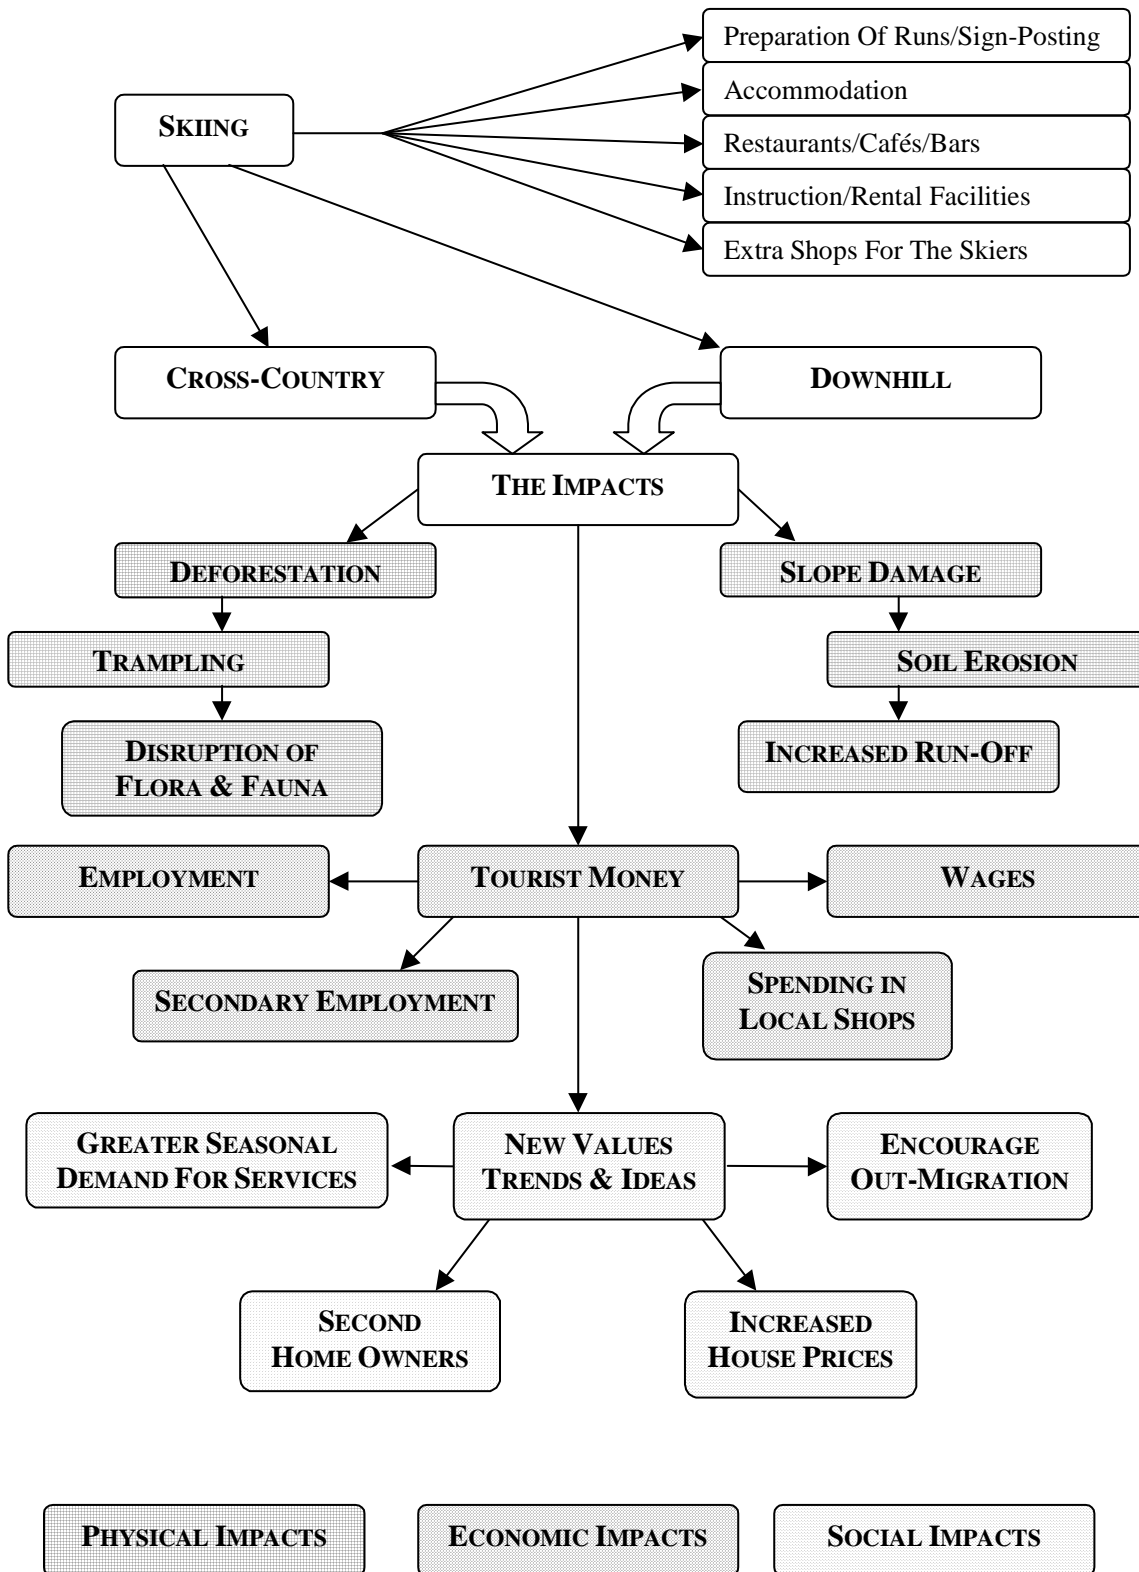 Preparation Of Runs/Sign-Posting
Accommodation
SKIING
Restaurants/Cafés/Bars
Instruction/Rental Facilities
Extra Shops For The Skiers
CROSS-COUNTRY
DOWNHILL
THE IMPACTS
DEFORESTATION
SLOPE DAMAGE
TRAMPLING
SOIL EROSION
DISRUPTION OF
FLORA & FAUNA
INCREASED RUN-OFF
EMPLOYMENT
TOURIST MONEY
WAGES
SECONDARY EMPLOYMENT
SPENDING IN
LOCAL SHOPS
GREATER SEASONAL
DEMAND FOR SERVICES
NEW VALUES
TRENDS & IDEAS
ENCOURAGE
OUT-MIGRATION
SECOND
HOME OWNERS
INCREASED
HOUSE PRICES
PHYSICAL IMPACTS
ECONOMIC IMPACTS
SOCIAL IMPACTS